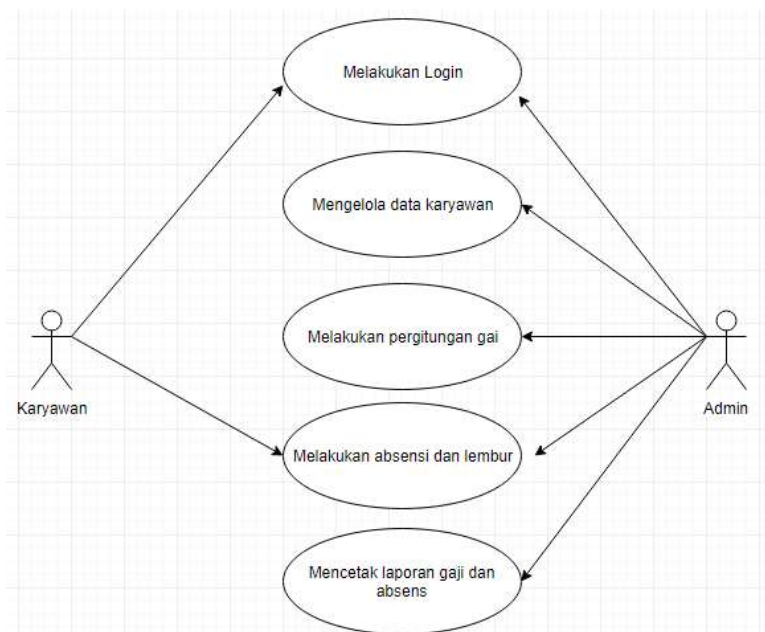 Melakukan Login
Mengelola data karyawan
Melakukan pergitungan gai
Karyawan
Admin
Melakukan absensi dan lembur
Mencetak laporan gaji dan
absens